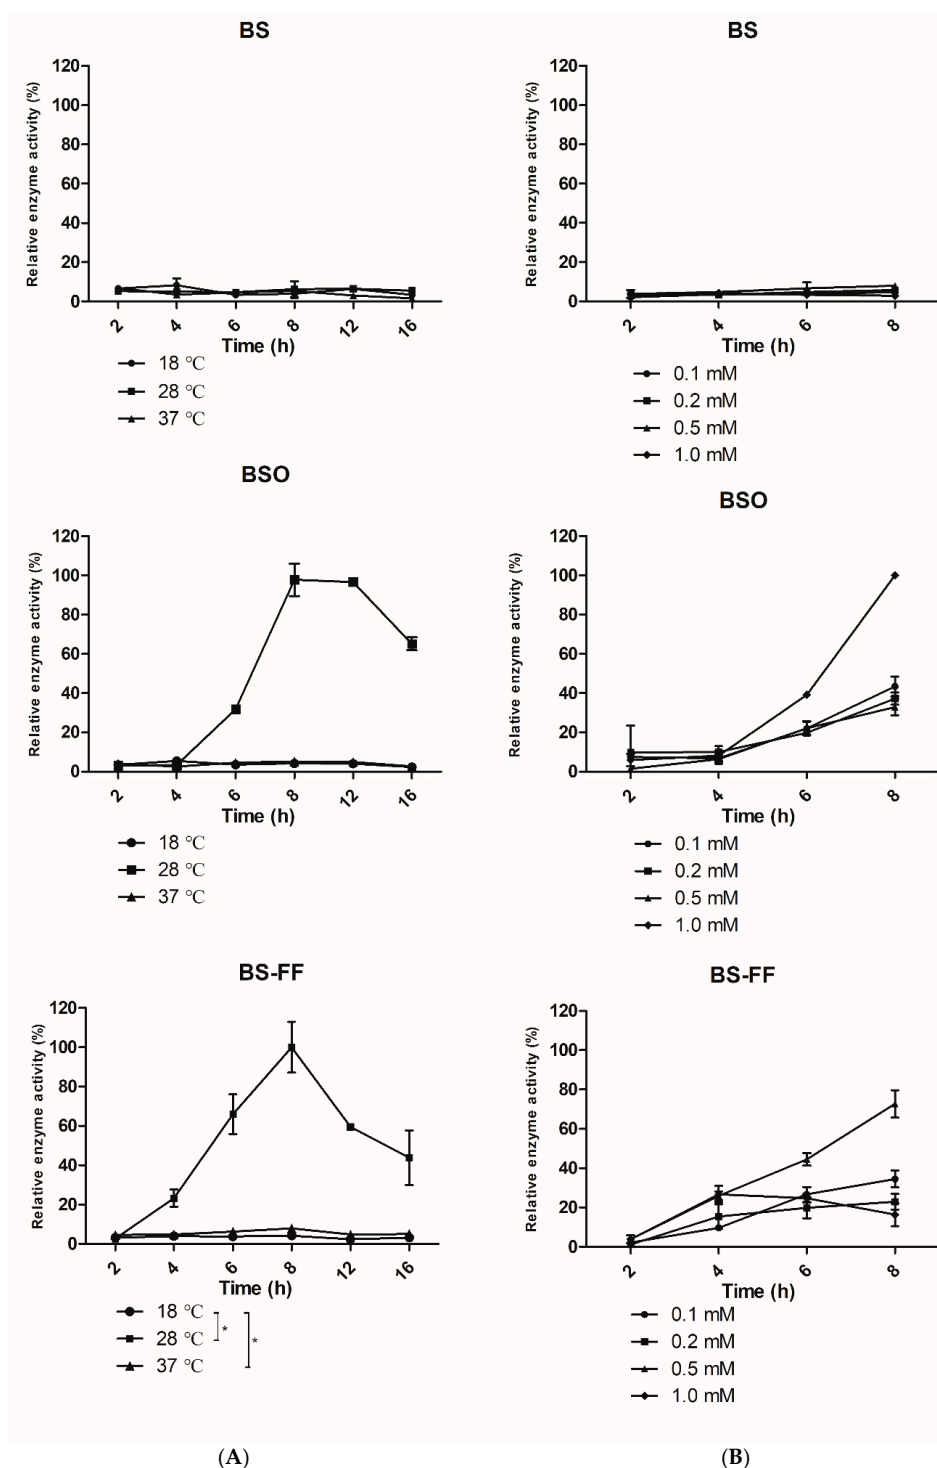 BS
Relative enzyme activity (%)
120
100
80
60
40
20
0
2 4 6 8 12 16
Time (h)
18 °C
28 °C
37 °C
BSO
Relative enzyme activity (%)
120
100
80
60
40
20
0
2 4 6 8 12 16
Time (h)
18 °C
28 °C
37 °C
BS-FF
Relative enzyme activity (%)
120
100
80
60
40
20
0
2 4 6 8 12 16
Time (h)
18 °C
28 °C
37 °C
*
*
(A)
BS
Relative enzyme activity (%)
120
100
80
60
40
20
0
2 4 6 8
Time (h)
0.1 mM
0.2 mM
0.5 mM
1.0 mM
BSO
Relative enzyme activity (%)
120
100
80
60
40
20
0
2 4 6 8
Time (h)
0.1 mM
0.2 mM
0.5 mM
1.0 mM
BS-FF
Relative enzyme activity (%)
120
100
80
60
40
20
0
2 4 6 8
Time (h)
0.1 mM
0.2 mM
0.5 mM
1.0 mM
(B)